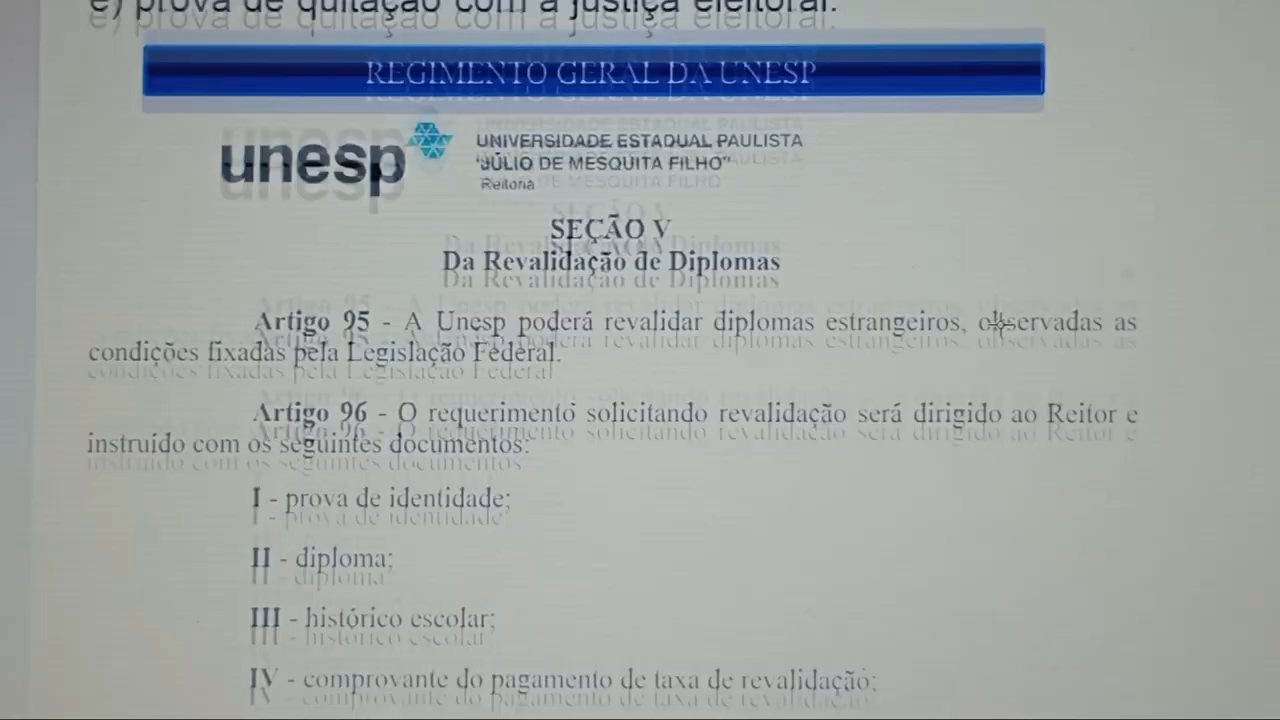 e) prova de quitação com a justiça eleitoral.
REGIMENTO GERAL DA UNESP
unesp
UNIVERSIDADE ESTADUAL PAULISTA
"JÚLIO DE MESQUITA FILHO"
Reitoria
SEÇÃO V
Da Revalidação de Diplomas
Artigo 95 - A Unesp poderá revalidar diplomas estrangeiros, observadas as
condições fixadas pela Legislação Federal.
Artigo 96 - O requerimento solicitando revalidação será dirigido ao Reitor e
instruído com os seguintes documentos:
I - prova de identidade;
II - diploma;
III - histórico escolar;
IV - comprovante do pagamento de taxa de revalidação;